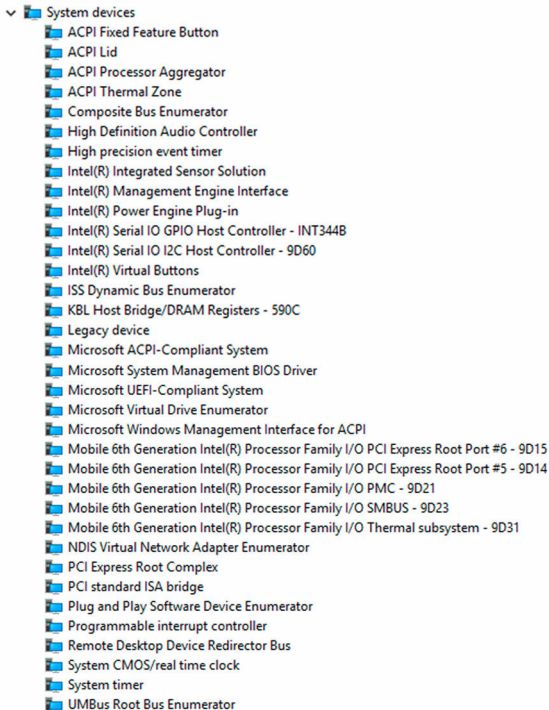 System devices
ACPI Fixed Feature Button
ACPI Lid
ACPI Processor Aggregator
ACPI Thermal Zone
Composite Bus Enumerator
High Definition Audio Controller
High precision event timer
Intel(R) Integrated Sensor Solution
Intel(R) Management Engine Interface
Intel(R) Power Engine Plug-in
Intel(R) Serial IO GPIO Host Controller - INT344B
Intel(R) Serial IO I2C Host Controller - 9D60
Intel(R) Virtual Buttons
ISS Dynamic Bus Enumerator
KBL Host Bridge/DRAM Registers - 590C
Legacy device
Microsoft ACPI-Compliant System
Microsoft System Management BIOS Driver
Microsoft UEFI-Compliant System
Microsoft Virtual Drive Enumerator
Microsoft Windows Management Interface for ACPI
Mobile 6th Generation Intel(R) Processor Family I/O PCI Express Root Port #6 - 9D15
Mobile 6th Generation Intel(R) Processor Family I/O PCI Express Root Port #5 - 9D14
Mobile 6th Generation Intel(R) Processor Family I/O PMC - 9D21
Mobile 6th Generation Intel(R) Processor Family I/O SMBUS - 9D23
Mobile 6th Generation Intel(R) Processor Family I/O Thermal subsystem - 9D31
NDIS Virtual Network Adapter Enumerator
PCI Express Root Complex
PCI standard ISA bridge
Plug and Play Software Device Enumerator
Programmable interrupt controller
Remote Desktop Device Redirector Bus
System CMOS/real time clock
System timer
UMBus Root Bus Enumerator